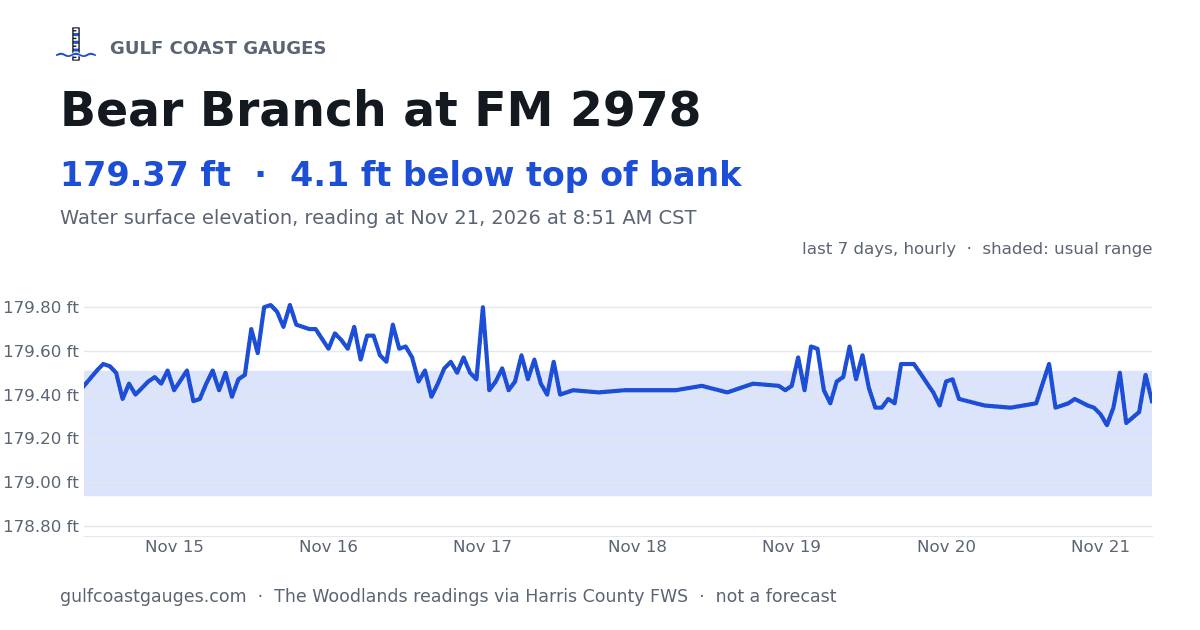 GULF COAST GAUGES
Bear Branch at FM 2978
179.37 ft · 4.1 ft below top of bank
Water surface elevation, reading at Nov 21, 2026 at 8:51 AM CST
last 7 days, hourly · shaded: usual range
179.80 ft
179.60 ft
179.40 ft
179.20 ft
179.00 ft
178.80 ft
Nov 15 Nov 16 Nov 17 Nov 18 Nov 19 Nov 20 Nov 21
gulfcoastgauges.com · The Woodlands readings via Harris County FWS · not a forecast